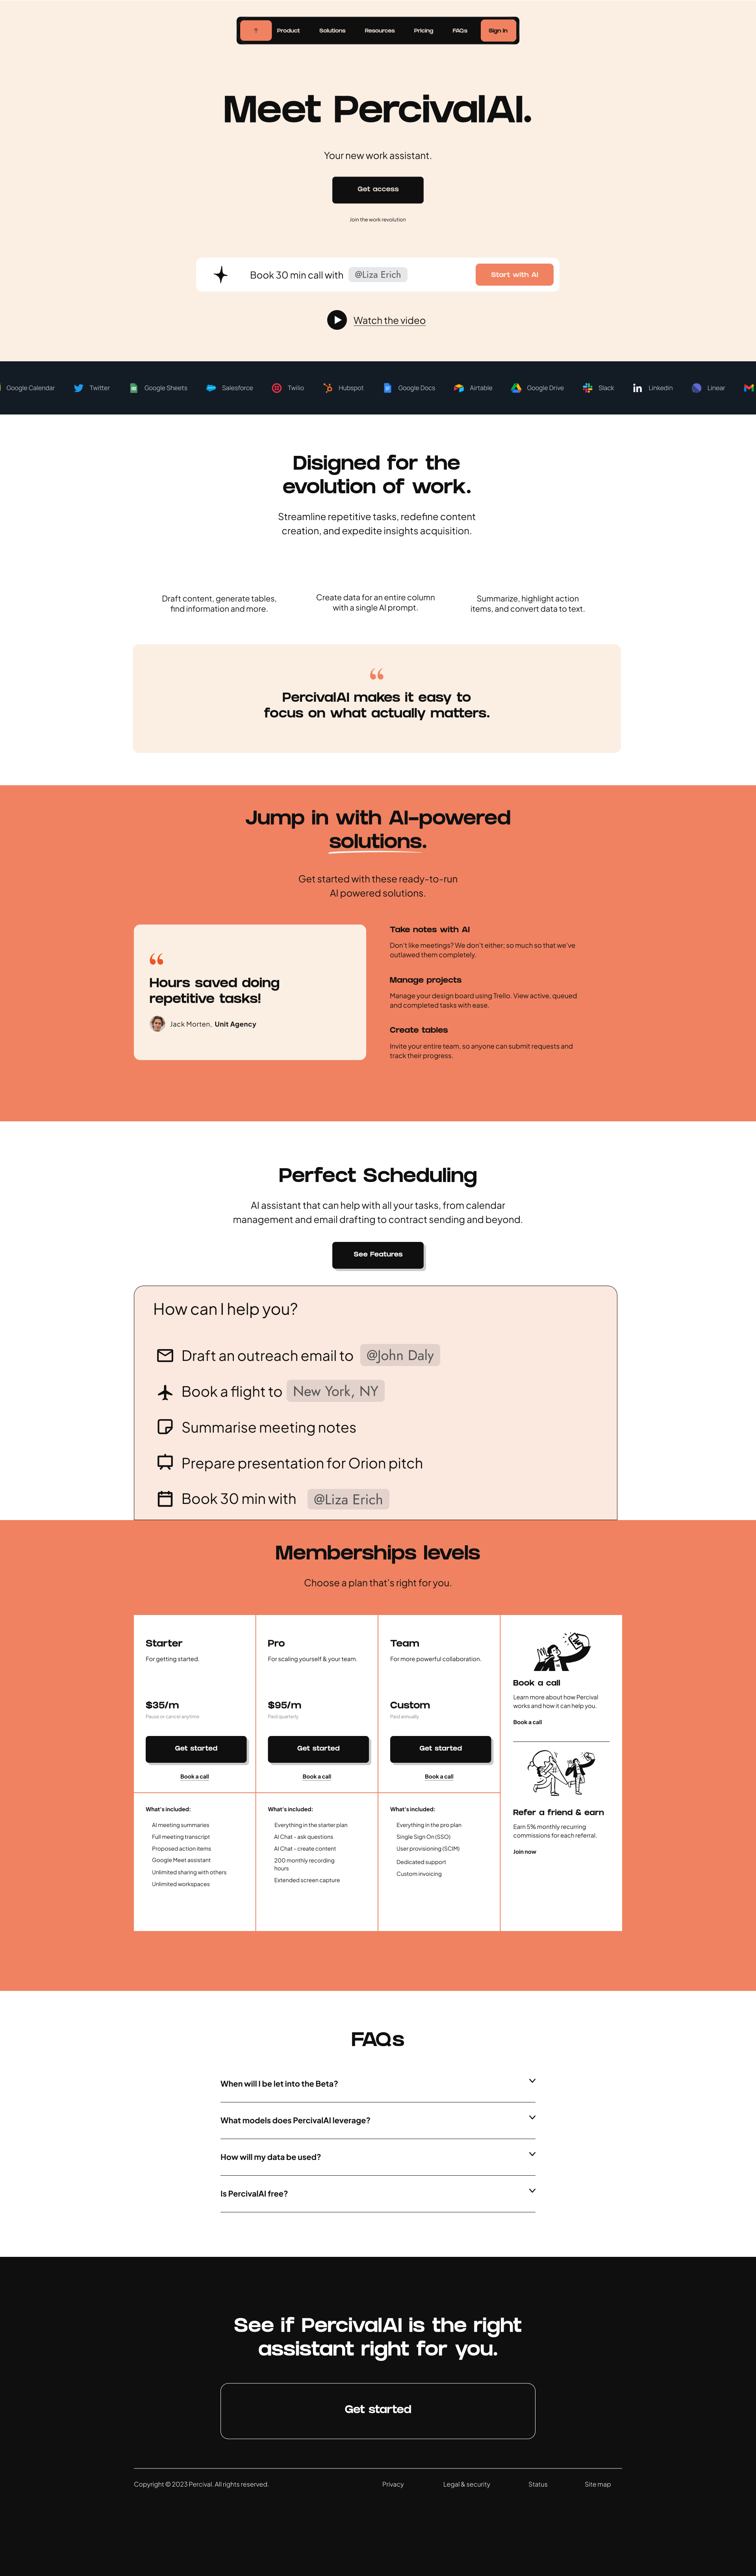 Product Solutions Resources Pricing FAQs Sign in
Meet PercivalAI.
Your new work assistant.
Get access
Join the work revolution
Book 30 min call with @Liza Erich Start with AI
Watch the video
Google Calendar Twitter Google Sheets Salesforce Twilio Hubspot Google Docs Airtable Google Drive Slack Linkedin Linear
Disigned for the
evolution of work.
Streamline repetitive tasks, redefine content
creation, and expedite insights acquisition.
Draft content, generate tables,
find information and more.
Create data for an entire column
with a single AI prompt.
Summarize, highlight action
items, and convert data to text.
“
PercivalAI makes it easy to
focus on what actually matters.
Jump in with AI-powered
solutions.
Get started with these ready-to-run
AI powered solutions.
“
Hours saved doing
repetitive tasks!
Jack Morten, Unit Agency
Take notes with AI
Don't like meetings? We don't either; so much so that we've
outlawed them completely.
Manage projects
Manage your design board using Trello. View active, queued
and completed tasks with ease.
Create tables
Invite your entire team, so anyone can submit requests and
track their progress.
Perfect Scheduling
AI assistant that can help with all your tasks, from calendar
management and email drafting to contract sending and beyond.
See Features
How can I help you?
Draft an outreach email to @John Daly
Book a flight to New York, NY
Summarise meeting notes
Prepare presentation for Orion pitch
Book 30 min with @Liza Erich
Memberships levels
Choose a plan that's right for you.
Starter
For getting started.
$35/m
Pause or cancel anytime
Get started
Book a call
What's included:
AI meeting summaries
Full meeting transcript
Proposed action items
Google Meet assistant
Unlimited sharing with others
Unlimited workspaces
Pro
For scaling yourself & your team.
$95/m
Paid quarterly
Get started
Book a call
What's included:
Everything in the starter plan
AI Chat - ask questions
AI Chat - create content
200 monthly recording
hours
Extended screen capture
Team
For more powerful collaboration.
Custom
Paid annually
Get started
Book a call
What's included:
Everything in the pro plan
Single Sign On (SSO)
User provisioning (SCIM)
Dedicated support
Custom invoicing
Book a call
Learn more about how Percival
works and how it can help you.
Book a call
Refer a friend & earn
Earn 5% monthly recurring
commissions for each referral.
Join now
FAQs
When will I be let into the Beta?
What models does PercivalAI leverage?
How will my data be used?
Is PercivalAI free?
See if PercivalAI is the right
assistant right for you.
Get started
Copyright © 2023 Percival. All rights reserved. Privacy Legal & security Status Site map